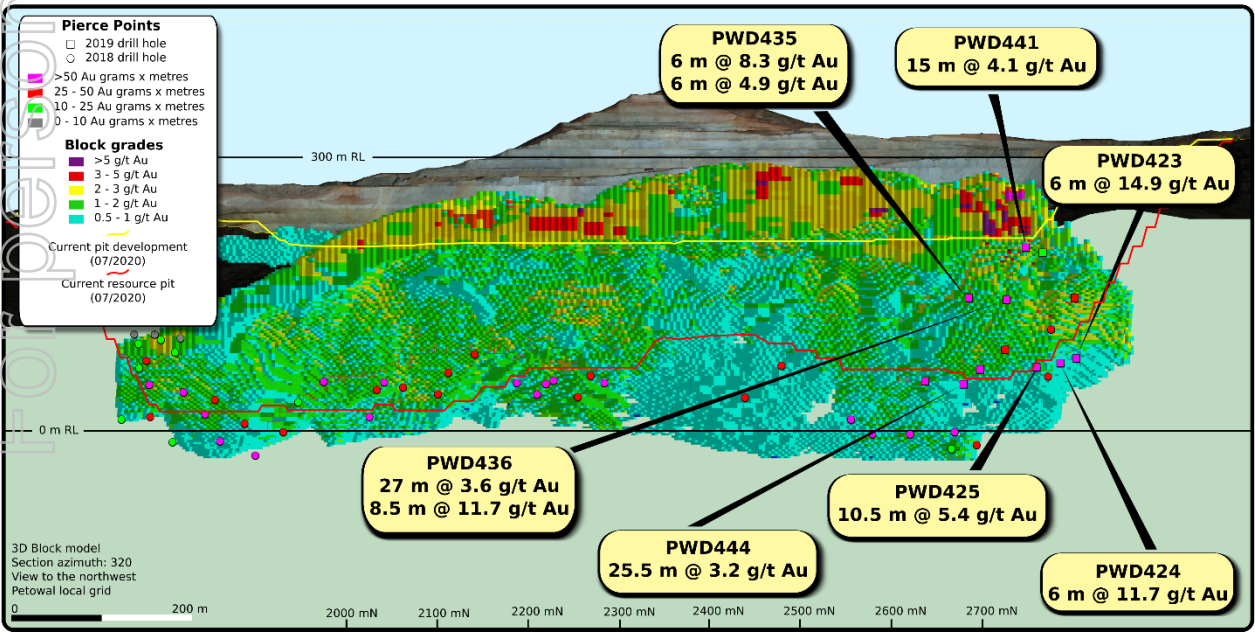 For person
Pierce Points
2019 drill hole
2018 drill hole
>50 Au grams x metres
25 - 50 Au grams x metres
10 - 25 Au grams x metres
0 - 10 Au grams x metres
Block grades
>5 g/t Au
3 - 5 g/t Au
2 - 3 g/t Au
1 - 2 g/t Au
0.5 - 1 g/t Au
Current pit development
(07/2020)
Current resource pit
(07/2020)
PWD435
6 m @ 8.3 g/t Au
6 m @ 4.9 g/t Au
PWD441
15 m @ 4.1 g/t Au
PWD423
6 m @ 14.9 g/t Au
300 m RL
0 m RL
PWD436
27 m @ 3.6 g/t Au
8.5 m @ 11.7 g/t Au
PWD425
10.5 m @ 5.4 g/t Au
PWD444
25.5 m @ 3.2 g/t Au
PWD424
6 m @ 11.7 g/t Au
3D Block model
Section azimuth: 320
View to the northwest
Petowal local grid
0 200 m
2000 mN 2100 mN 2200 mN 2300 mN 2400 mN 2500 mN 2600 mN 2700 mN